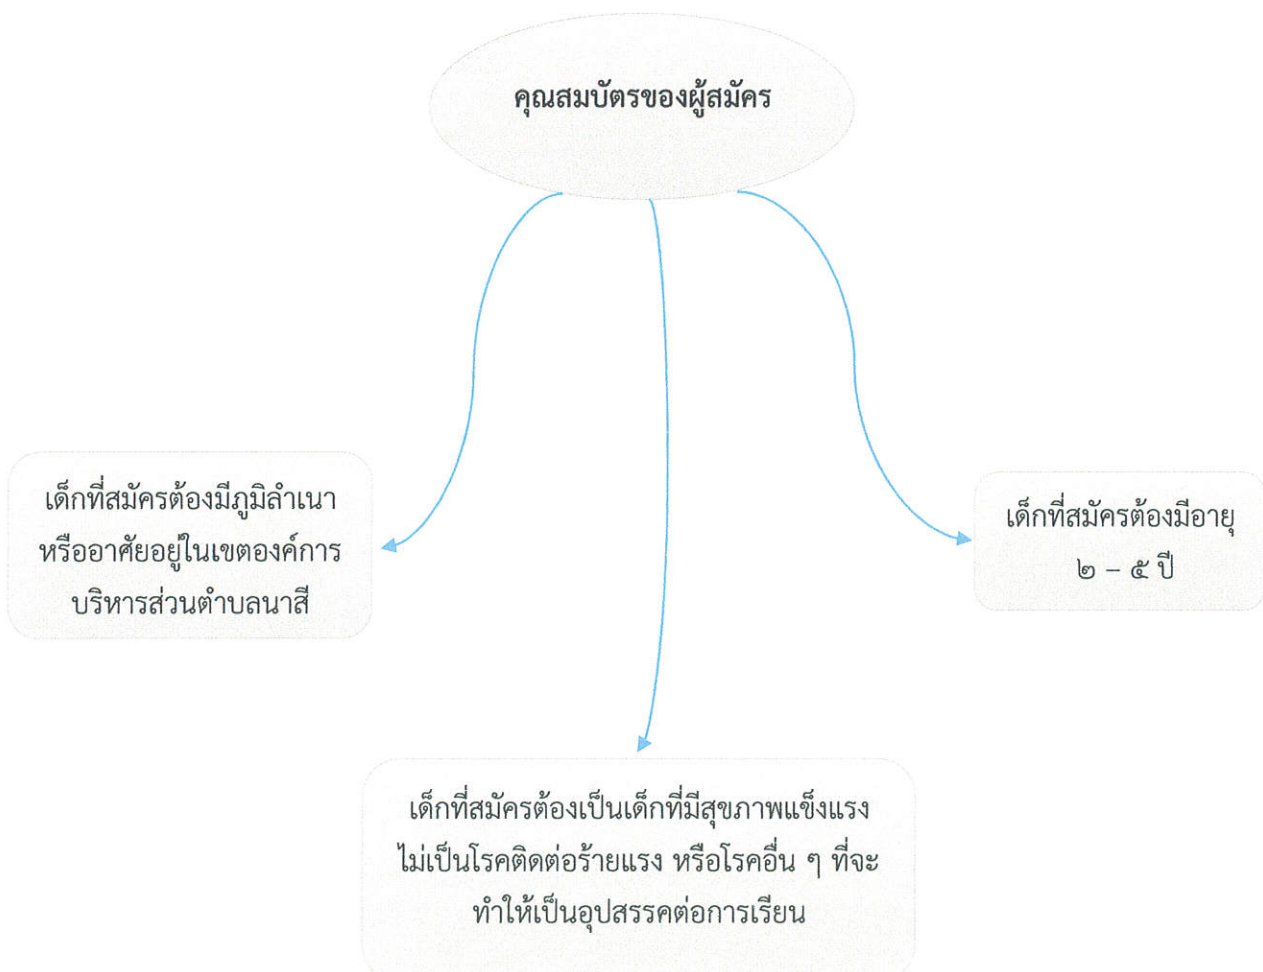 คุณสมบัตรของผู้สมัคร
เด็กที่สมัครต้องมีภูมิลำเนา
หรืออาศัยอยู่ในเขตองค์การ
บริหารส่วนตำบลนาสี
เด็กที่สมัครต้องมีอายุ
๒ – ๕ ปี
เด็กที่สมัครต้องเป็นเด็กที่มีสุขภาพแข็งแรง
ไม่เป็นโรคติดต่อร้ายแรง หรือโรคอื่น ๆ ที่จะ
ทำให้เป็นอุปสรรคต่อการเรียน